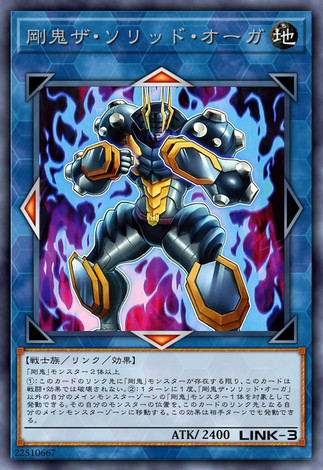 剛鬼ザ・ソリッド・オーガ 地
【戦士族／リンク／効果】
「剛鬼」モンスター２体以上
①：このカードのリンク先に「剛鬼」モンスターが存在する限り、このカードは
戦闘・効果では破壊されない。②：１ターンに１度、「剛鬼ザ・ソリッド・オーガ」
以外の自分のメインモンスターゾーンの「剛鬼」モンスター１体を対象として
発動できる。その自分のモンスターの位置を、このカードのリンク先となる自
分のメインモンスターゾーンに移動する。この効果は相手ターンでも発動でき
る。
ATK/ 2400 LINK-3
22510667